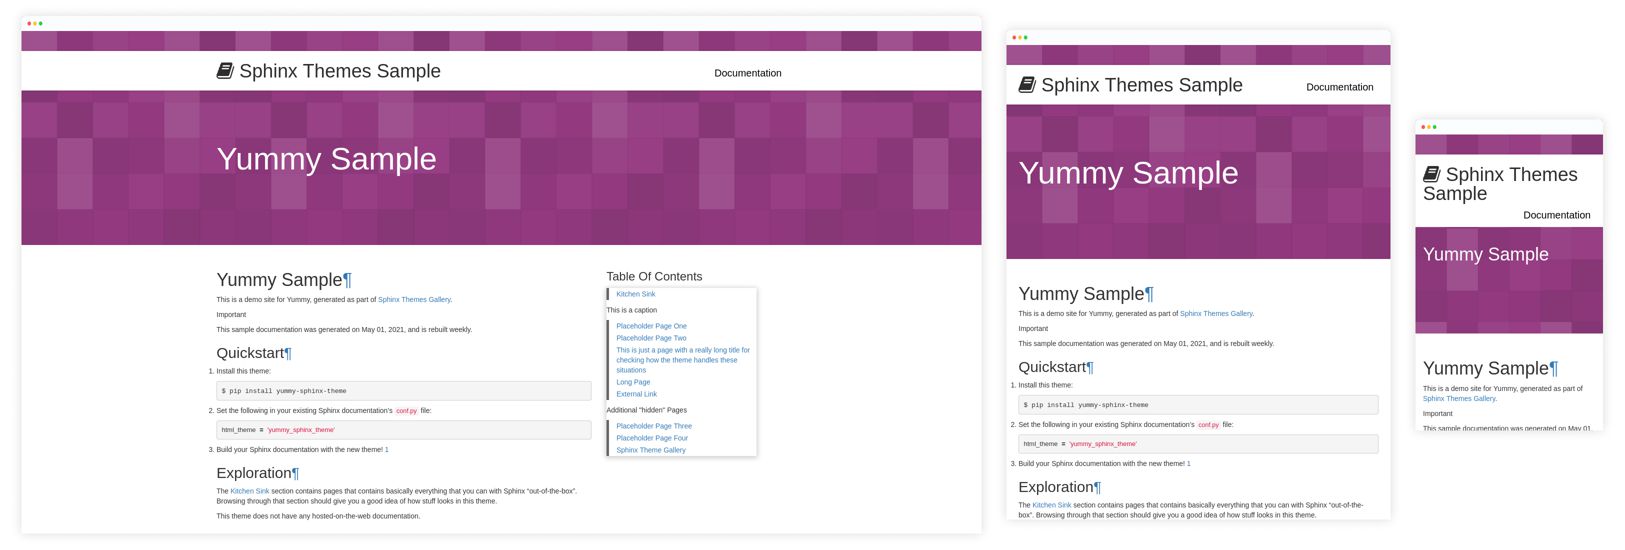 Sphinx Themes Sample
Documentation
Yummy Sample
Yummy Sample¶
This is a demo site for Yummy, generated as part of Sphinx Themes Gallery.
Important
This sample documentation was generated on May 01, 2021, and is rebuilt weekly.
Quickstart¶
1. Install this theme:
$ pip install yummy-sphinx-theme
2. Set the following in your existing Sphinx documentation's conf.py file:
html_theme = 'yummy_sphinx_theme'
3. Build your Sphinx documentation with the new theme! 1
Exploration¶
The Kitchen Sink section contains pages that contains basically everything that you can with Sphinx “out-of-the-box”.
Browsing through that section should give you a good idea of how stuff looks in this theme.
This theme does not have any hosted-on-the-web documentation.
Table Of Contents
Kitchen Sink
This is a caption
Placeholder Page One
Placeholder Page Two
This is just a page with a really long title for
checking how the theme handles these
situations
Long Page
External Link
Additional "hidden" Pages
Placeholder Page Three
Placeholder Page Four
Sphinx Theme Gallery
Sphinx Themes Sample
Documentation
Yummy Sample
Yummy Sample¶
This is a demo site for Yummy, generated as part of Sphinx Themes Gallery.
Important
This sample documentation was generated on May 01, 2021, and is rebuilt weekly.
Quickstart¶
1. Install this theme:
$ pip install yummy-sphinx-theme
2. Set the following in your existing Sphinx documentation's conf.py file:
html_theme = 'yummy_sphinx_theme'
3. Build your Sphinx documentation with the new theme! 1
Exploration¶
The Kitchen Sink section contains pages that contains basically everything that you can with Sphinx “out-of-the-
box”. Browsing through that section should give you a good idea of how stuff looks in this theme.
Sphinx Themes
Sample
Documentation
Yummy Sample
Yummy Sample¶
This is a demo site for Yummy, generated as part of
Sphinx Themes Gallery.
Important
This sample documentation was generated on May 01,